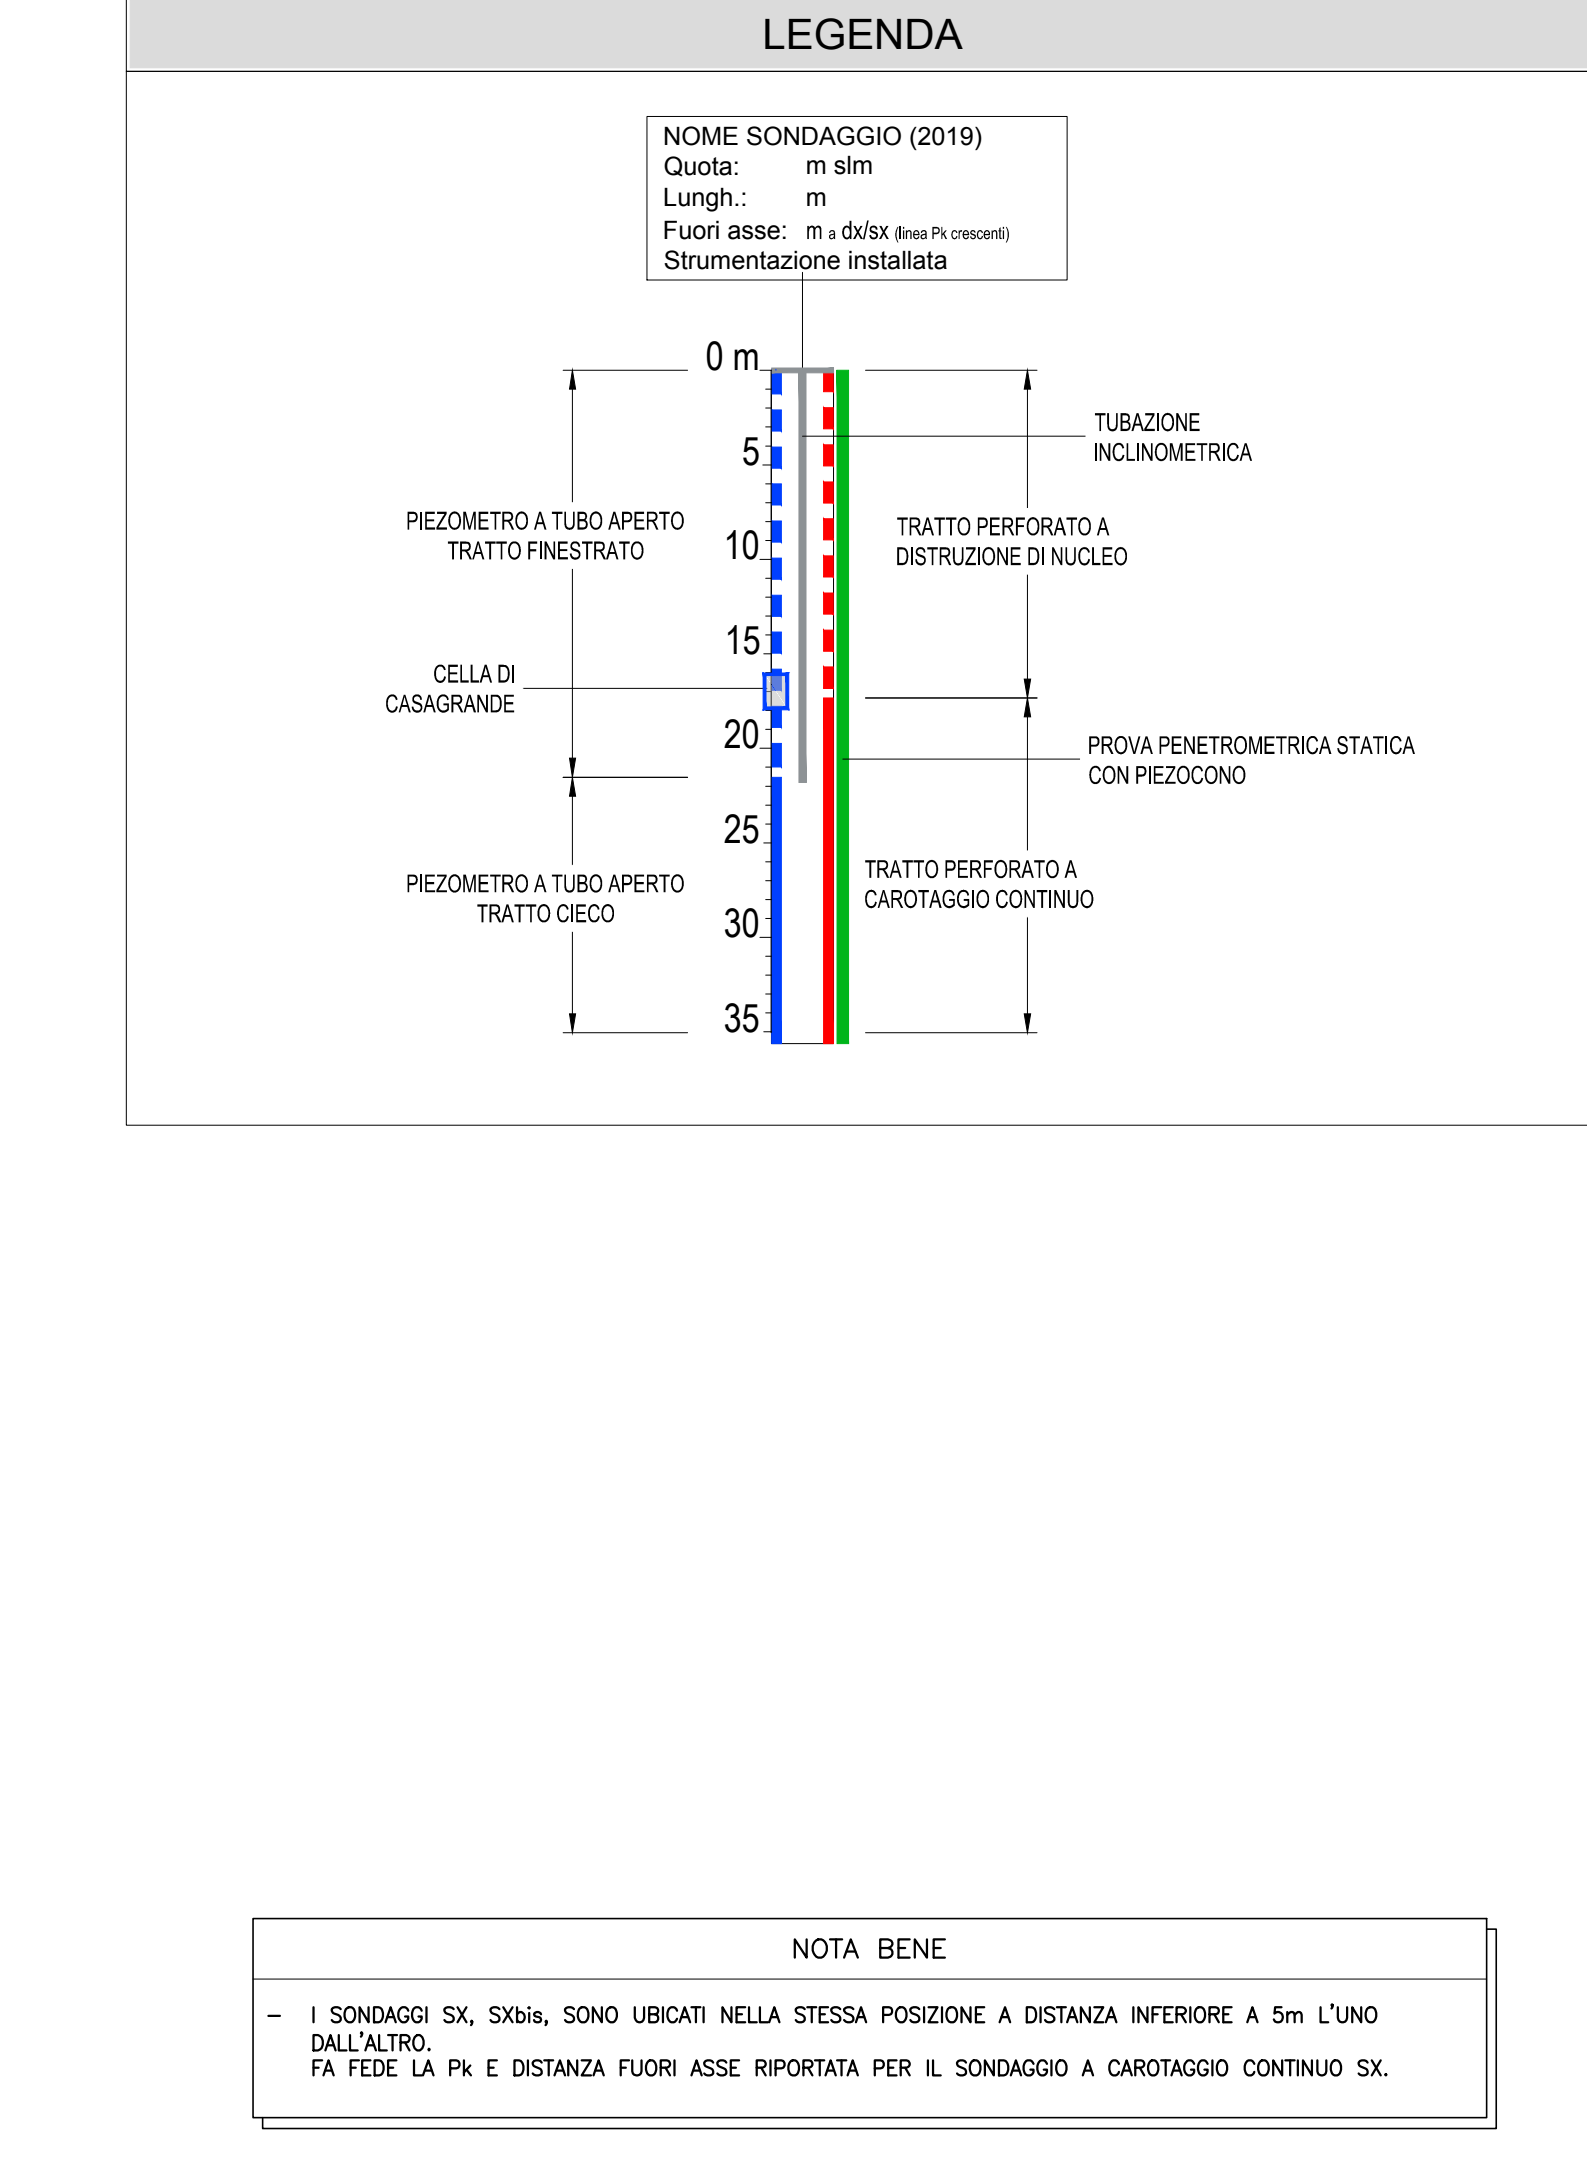 LEGENDA
NOME SONDAGGIO (2019)
Quota: m slm
Lungh.: m
Fuori asse: m a dx/sx (linea Pk crescenti)
Strumentazione installata
0 m
5
10
15
20
25
30
35
PIEZOMETRO A TUBO APERTO
TRATTO FINESTRATO
CELLA DI
CASAGRANDE
PIEZOMETRO A TUBO APERTO
TRATTO CIECO
TUBAZIONE
INCLINOMETRICA
TRATTO PERFORATO A
DISTRUZIONE DI NUCLEO
PROVA PENETROMETRICA STATICA
CON PIEZOCONO
TRATTO PERFORATO A
CAROTAGGIO CONTINUO
NOTA BENE
– I SONDAGGI SX, SXbis, SONO UBICATI NELLA STESSA POSIZIONE A DISTANZA INFERIORE A 5m L'UNO
DALL'ALTRO.
FA FEDE LA Pk E DISTANZA FUORI ASSE RIPORTATA PER IL SONDAGGIO A CAROTAGGIO CONTINUO SX.